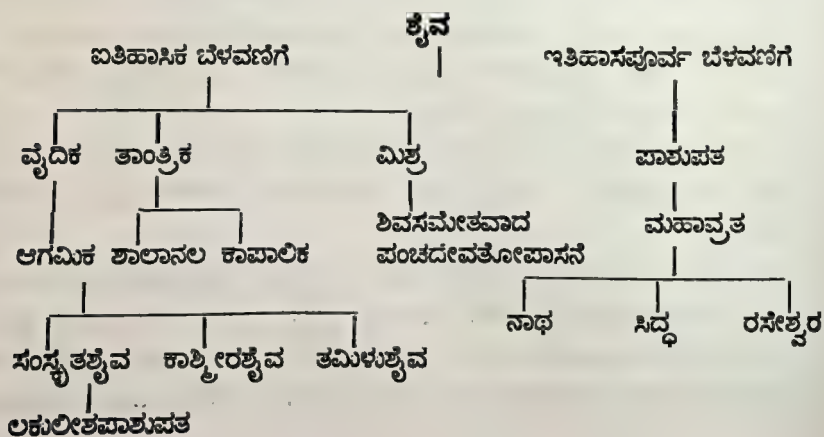 ಶೈವ
ಐತಿಹಾಸಿಕ ಬೆಳವಣಿಗೆ
ಇತಿಹಾಸಪೂರ್ವ ಬೆಳವಣಿಗೆ
ವೈದಿಕ ತಾಂತ್ರಿಕ ಮಿಶ್ರ ಪಾಶುಪತ
ಆಗಮಿಕ ಶಾಲಾನಲ ಕಾಪಾಲಿಕ
ಶಿವಸಮೇತವಾದ
ಪಂಚದೇವತೋಪಾಸನೆ
ಮಹಾವ್ರತ
ನಾಥ ಸಿದ್ಧ ರಸೇಶ್ವರ
ಸಂಸ್ಕೃತಶೈವ ಕಾಶ್ಮೀರಶೈವ ತಮಿಳುಶೈವ
ಲಕುಲೀಶಪಾಶುಪತ